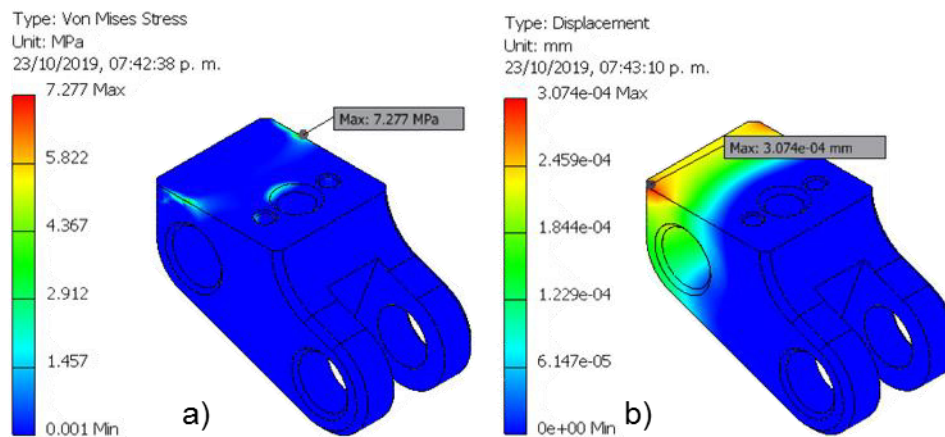 Type: Von Mises Stress
Unit: MPa
23/10/2019, 07:42:38 p. m.
7.277 Max
5.822
4.367
2.912
1.457
0.001 Min
Max: 7.277 MPa
a)
Type: Displacement
Unit: mm
23/10/2019, 07:43:10 p. m.
3.074e-04 Max
2.459e-04
1.844e-04
1.229e-04
6.147e-05
0e+00 Min
Max: 3.074e-04 mm
b)